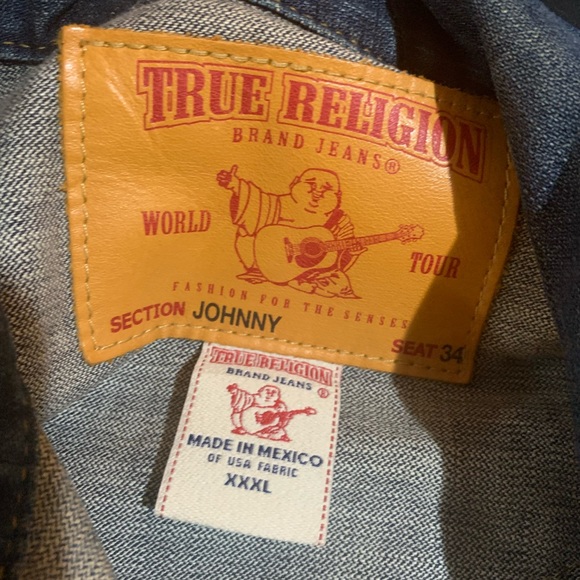 TRUE RELIGION
BRAND JEANS®
WORLD TOUR
FASHION FOR THE SENSES
SECTION JOHNNY
SEAT 34
TRUE RELIGION
BRAND JEANS ®
MADE IN MEXICO
OF USA FABRIC
XXXL